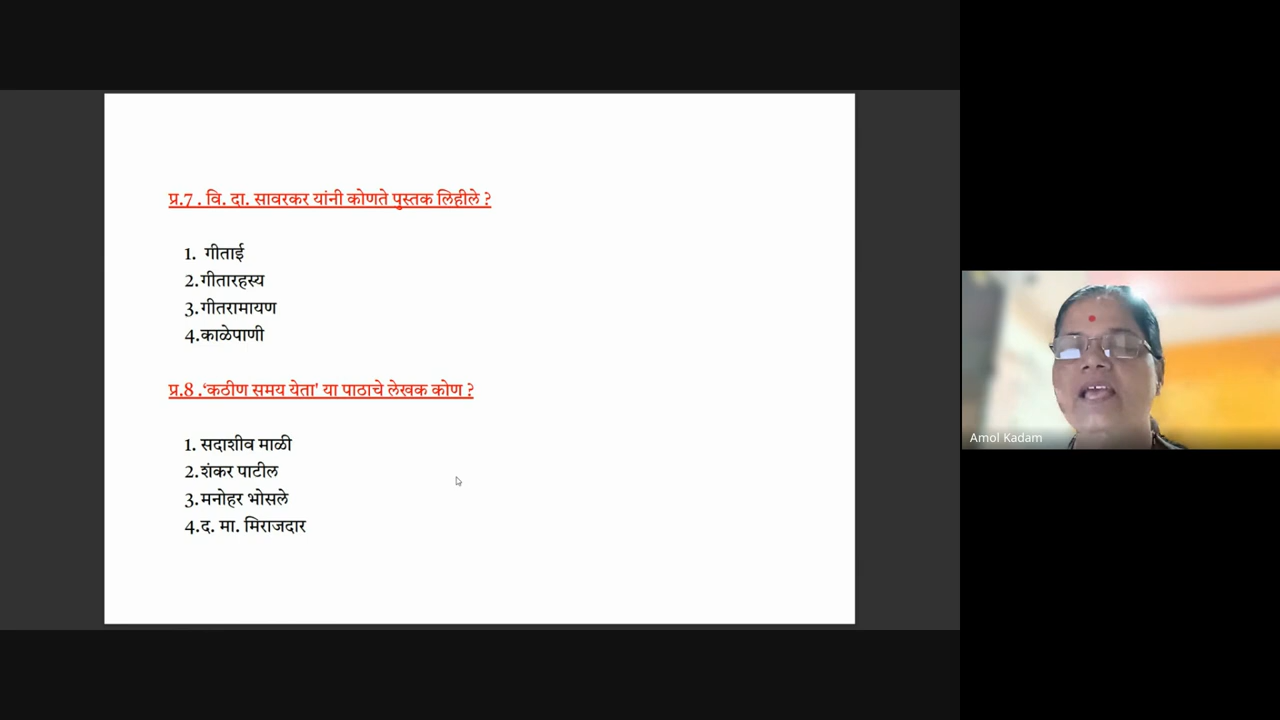 प्र.7 . वि. दा. सावरकर यांनी कोणते पुस्तक लिहीले ?
1. गीताई
2.गीतारहस्य
3.गीतरामायण
4.काळेपाणी
प्र.8 .‘कठीण समय येता' या पाठाचे लेखक कोण ?
1. सदाशीव माळी
2.शंकर पाटील
3.मनोहर भोसले
4.द. मा. मिराजदार
Amol Kadam